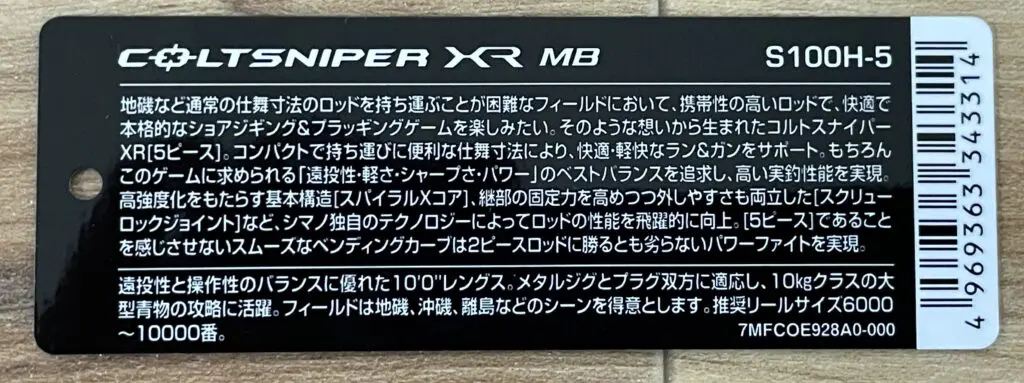 COLTSNIPER XR MB
S100H-5
地磯など通常の仕舞寸法のロッドを持ち運ぶことが困難なフィールドにおいて、携帯性の高いロッドで、快適で
本格的なショアジギング&プラッギングゲームを楽しみたい。そのような想いから生まれたコルトスナイパー
XR[5ピース]。コンパクトで持ち運びに便利な仕舞寸法により、快適・軽快なラン&ガンをサポート。もちろん
このゲームに求められる「遠投性・軽さ・シャープさ・パワー」のベストバランスを追求し、高い実釣性能を実現。
高強度化をもたらす基本構造[スパイラルXコア]、継部の固定力を高めつつ外しやすさも両立した[スクリュー
ロックジョイント]など、シマノ独自のテクノロジーによってロッドの性能を飛躍的に向上。[5ピース]であること
を感じさせないスムーズなベンディングカーブは2ピースロッドに勝るとも劣らないパワーファイトを実現。
遠投性と操作性のバランスに優れた10'0"レングス。メタルジグとプラグ双方に適応し、10kgクラスの大
型青物の攻略に活躍。フィールドは地磯、沖磯、離島などのシーンを得意とします。推奨リールサイズ6000
～10000番。
7MFCOE928A0-000
4 969363 343314